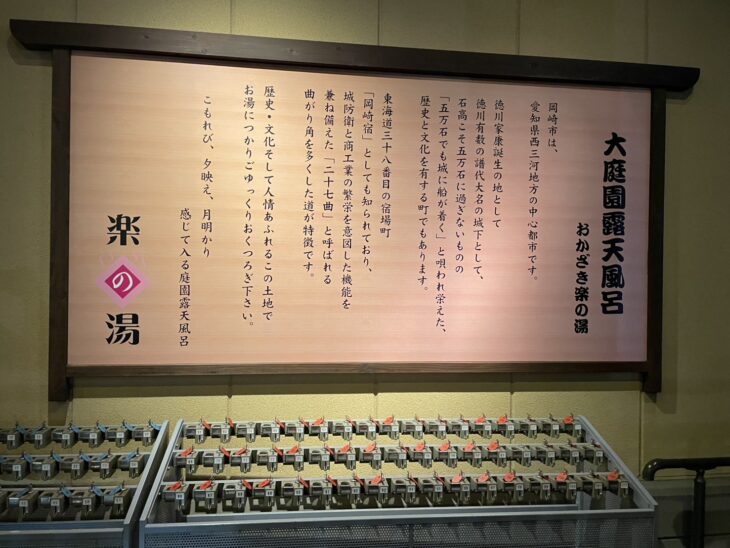 大庭園露天風呂
おかざき楽の湯
岡崎市は、
愛知県西三河地方の中心都市です。
徳川家康誕生の地として
徳川有数の譜代大名の城下として、
石高こそ五万石に過ぎないものの
「五万石でも城に船が着く」と唄われ栄えた、
歴史と文化を有する町でもあります。
東海道三十八番目の宿場町
「岡崎宿」としても知られており、
城防衛と商工業の繁栄を意図した機能を
兼ね備えた「二十七曲」と呼ばれる
曲がり角を多くした道が特徴です。
歴史・文化そして人情あふれるこの土地で
お湯につかりごゆっくりおくつろぎ下さい。
こもれび、夕映え、月明かり
感じて入る庭園露天風呂
楽の湯